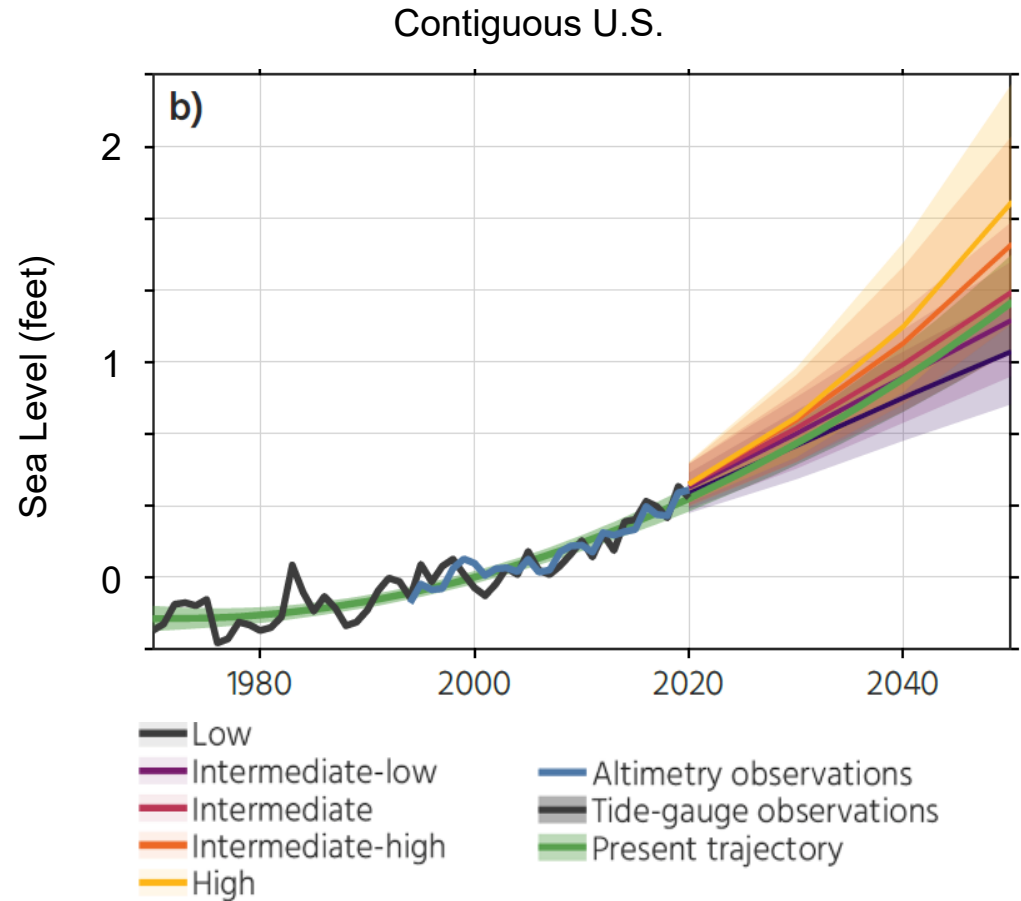 Contiguous U.S.
b)
Sea Level (feet)
2
1
0
1980 2000 2020 2040
Low
Intermediate-low
Intermediate
Intermediate-high
High
Altimetry observations
Tide-gauge observations
Present trajectory